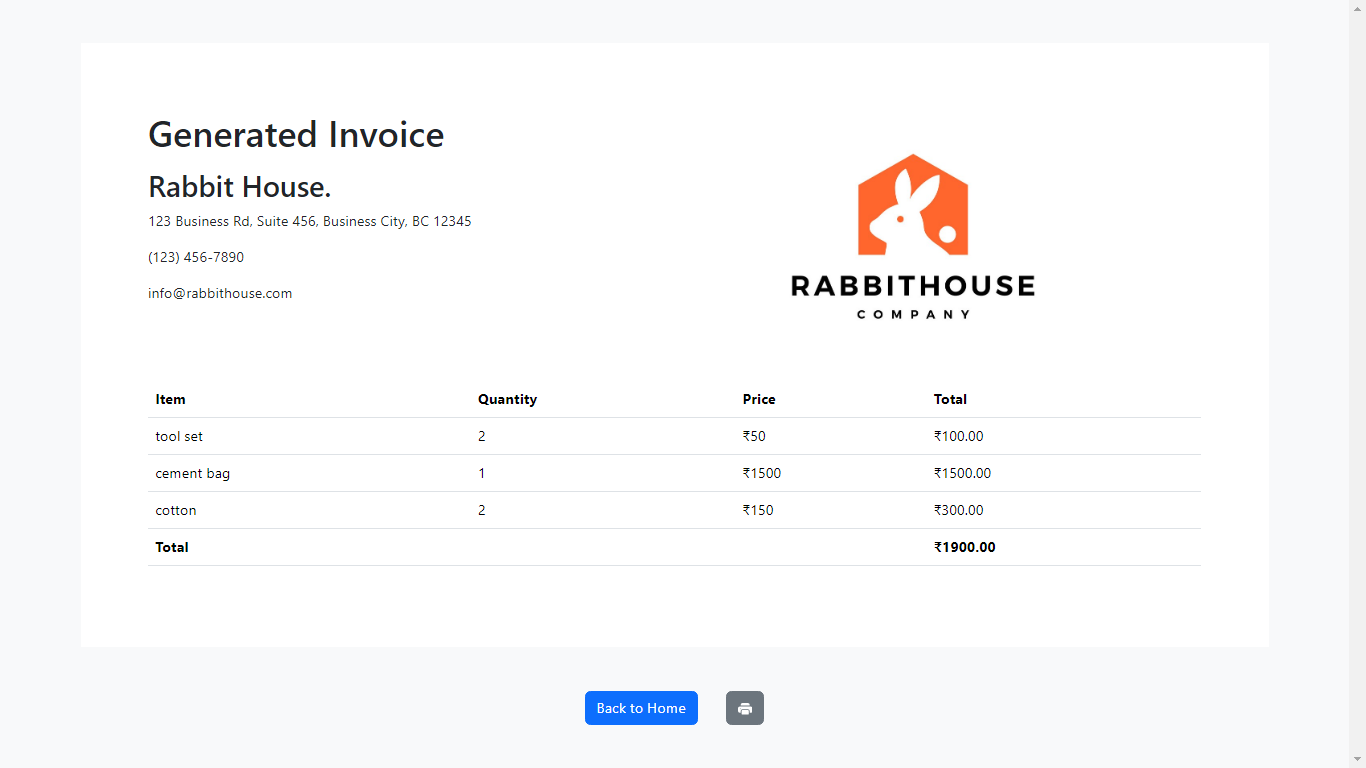 Generated Invoice
Rabbit House.
123 Business Rd, Suite 456, Business City, BC 12345
(123) 456-7890
info@rabbithouse.com
RABBITHOUSE
COMPANY
Item Quantity Price Total
tool set 2 ₹50 ₹100.00
cement bag 1 ₹1500 ₹1500.00
cotton 2 ₹150 ₹300.00
Total ₹1900.00
Back to Home